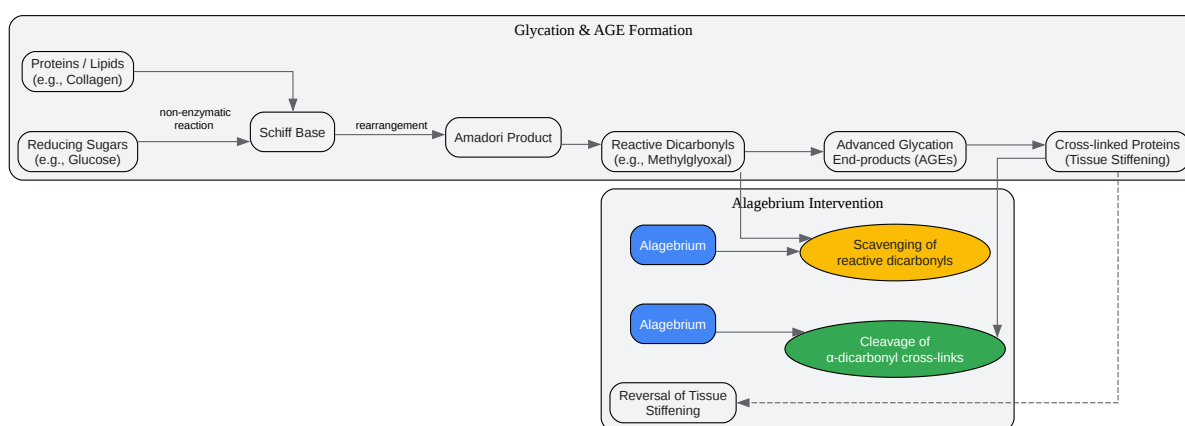 Glycation & AGE Formation
Proteins / Lipids
(e.g., Collagen)
non-enzymatic
reaction
Reducing Sugars
(e.g., Glucose)
Schiff Base
rearrangement
Amadori Product
Reactive Dicarbonyls
(e.g., Methylglyoxal)
Advanced Glycation
End-products (AGEs)
Cross-linked Proteins
(Tissue Stiffening)
Alagebrium Intervention
Alagebrium
Scavenging of
reactive dicarbonyls
Alagebrium
Cleavage of
α-dicarbonyl cross-links
Reversal of Tissue
Stiffening